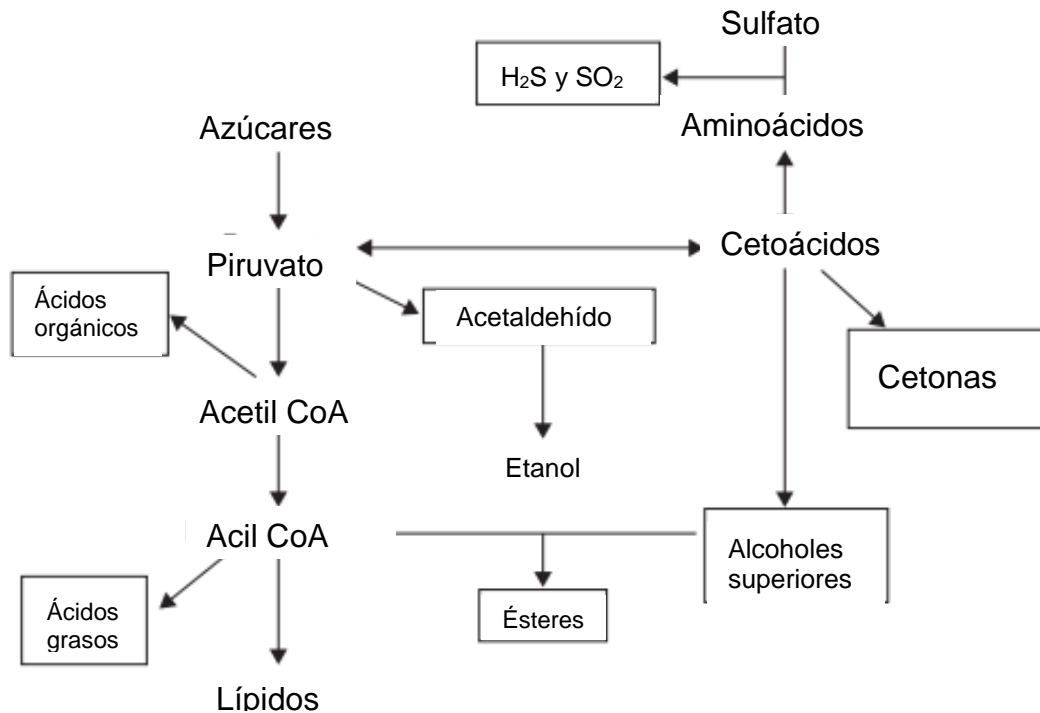 Sulfato
H₂S y SO₂
Azúcares
Aminoácidos
Piruvato
Cetoácidos
Ácidos
orgánicos
Acetaldehído
Cetonas
Acetil CoA
Etanol
Acil CoA
Alcoholes
superiores
Ácidos
grasos
Ésteres
Lípidos